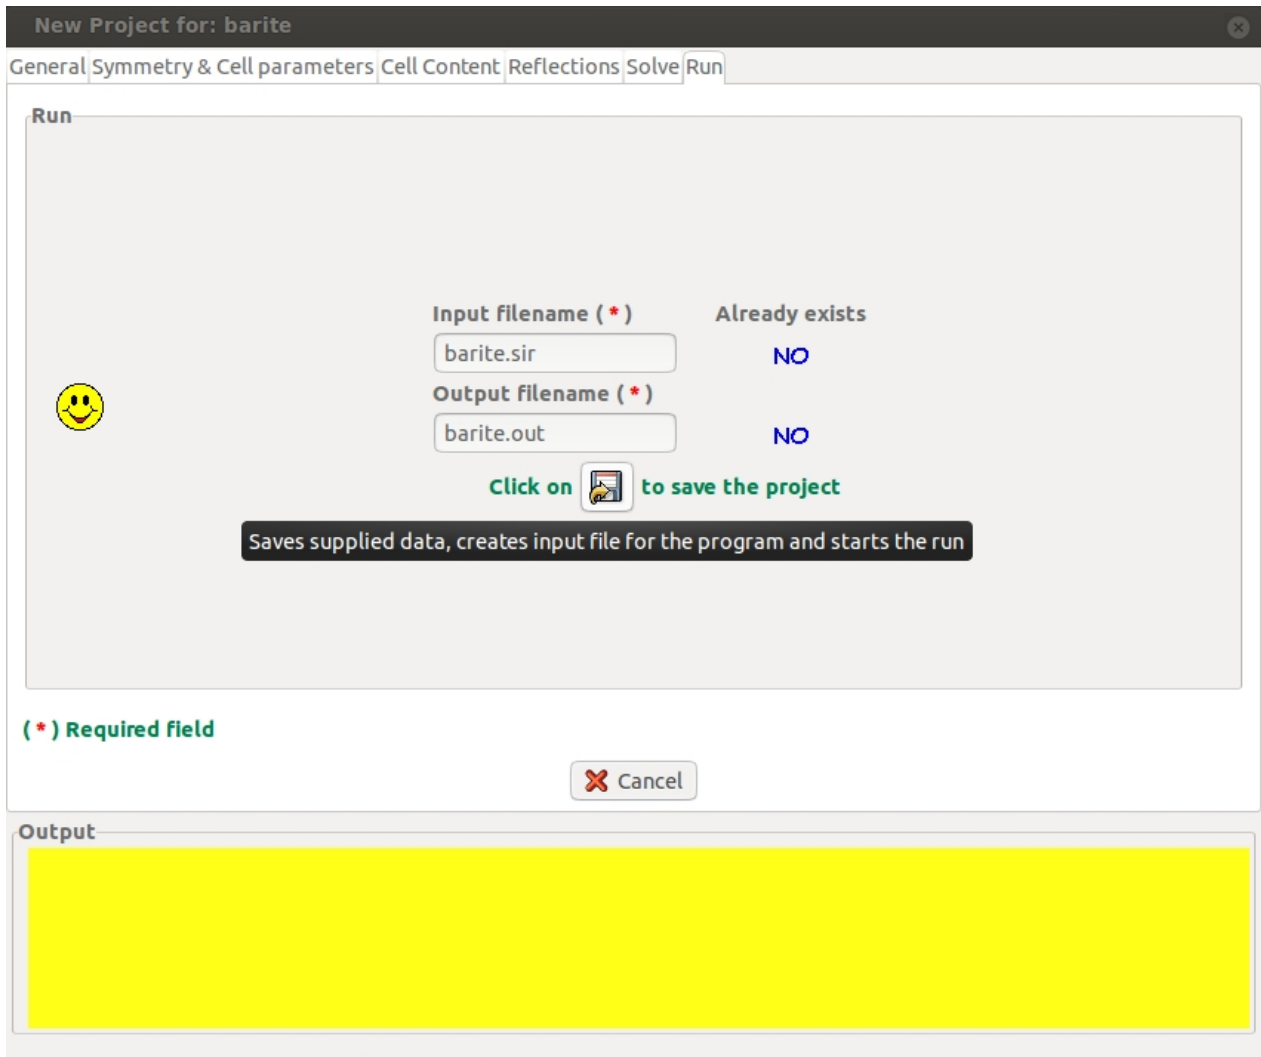 New Project for: barite
General Symmetry & Cell parameters Cell Content Reflections Solve Run
Run
Input filename ( * ) Already exists
barite.sir NO
Output filename ( * )
barite.out NO
Click on to save the project
Saves supplied data, creates input file for the program and starts the run
( * ) Required field
Cancel
Output